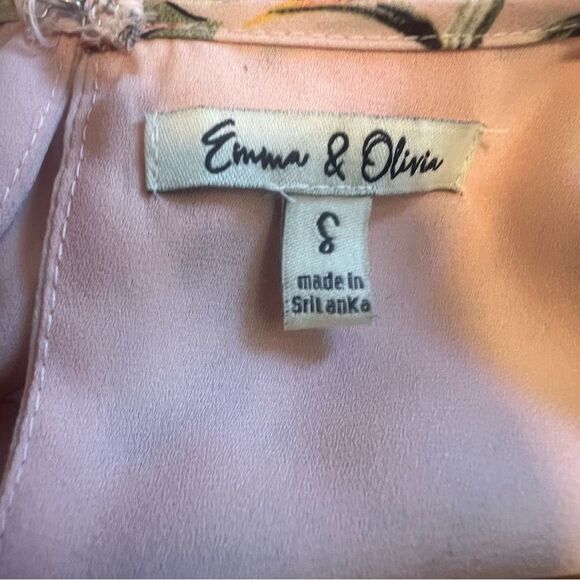 Emma & Olivia
S
made in
SriLanKa